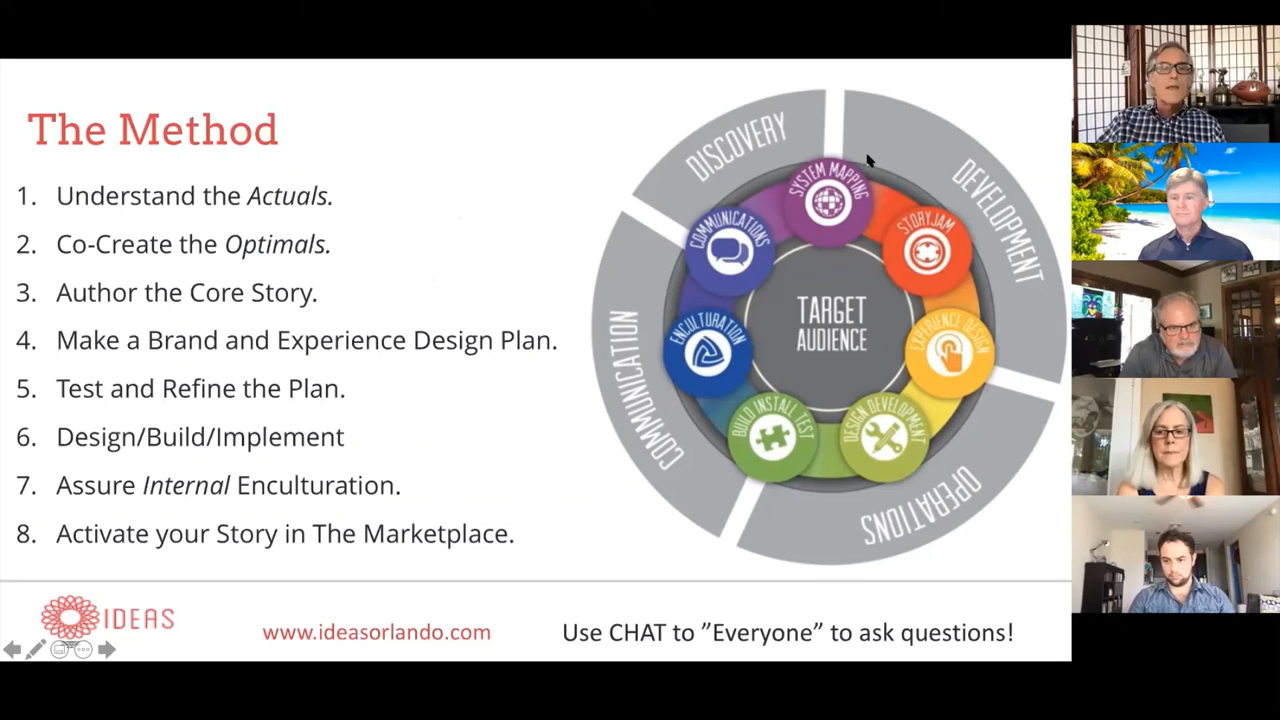 The Method
1. Understand the Actuals.
2. Co-Create the Optimals.
3. Author the Core Story.
4. Make a Brand and Experience Design Plan.
5. Test and Refine the Plan.
6. Design/Build/Implement
7. Assure Internal Enculturation.
8. Activate your Story in The Marketplace.
DISCOVERY
DEVELOPMENT
OPERATIONS
COMMUNICATION
SYSTEM MAPPING
STORYJAM
EXPERIENCE DESIGN
DESIGN DEVELOPMENT
BUILD INSTALL TEST
ENCULTURATION
COMMUNICATIONS
TARGET
AUDIENCE
IDEAS
www.ideasorlando.com
Use CHAT to ”Everyone” to ask questions!